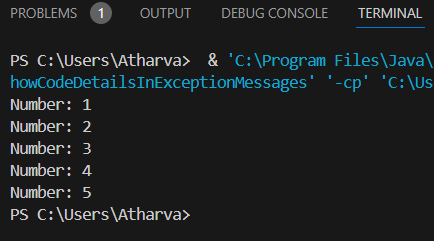 PROBLEMS 1 OUTPUT DEBUG CONSOLE TERMINAL
PS C:\Users\Atharva>  & 'C:\Program Files\Java\
howCodeDetailsInExceptionMessages' '-cp' 'C:\Us
Number: 1
Number: 2
Number: 3
Number: 4
Number: 5
PS C:\Users\Atharva>